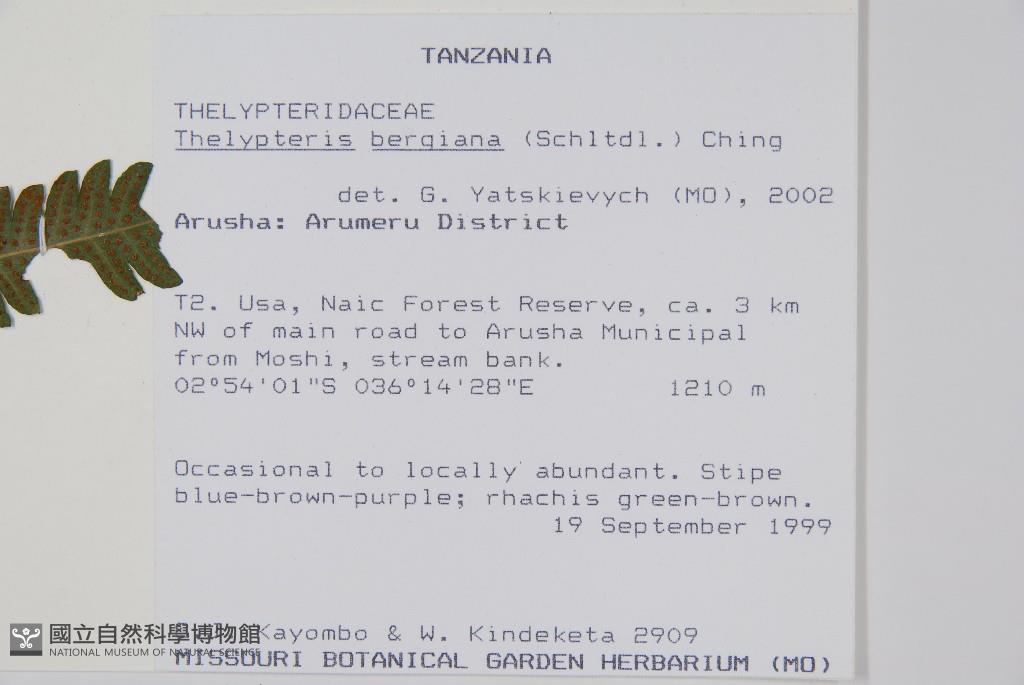 TANZANIA
THELYPTERIDACEAE
Thelypteris bergiana (Schltdl.) Ching
det. G. Yatskievych (MO), 2002
Arusha: Arumeru District
T2. Usa, Naic Forest Reserve, ca. 3 km
NW of main road to Arusha Municipal
from Moshi, stream bank.
02°54'01"S 036°14'28"E 1210 m
Occasional to locally abundant. Stipe
blue-brown-purple; rhachis green-brown.
19 September 1999
Kayombo & W. Kindeketa 2909
MISSOURI BOTANICAL GARDEN HERBARIUM (MO)
國立自然科學博物館
NATIONAL MUSEUM OF NATURAL SCIENCE